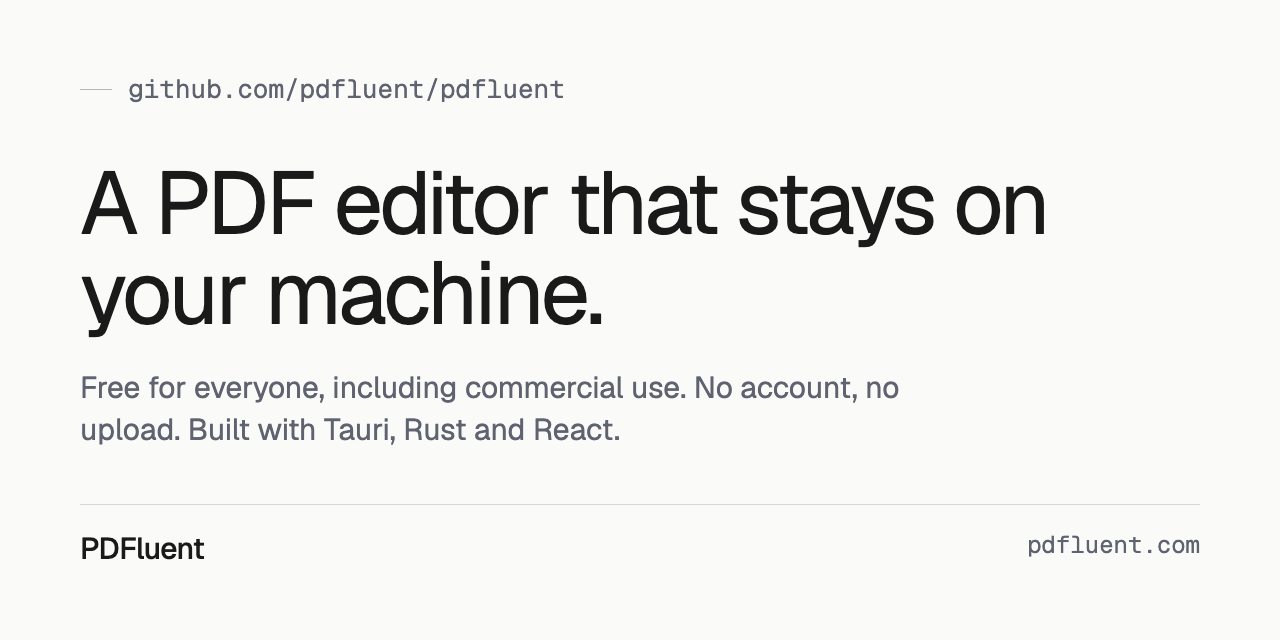 github.com/pdfluent/pdfluent
A PDF editor that stays on
your machine.
Free for everyone, including commercial use. No account, no
upload. Built with Tauri, Rust and React.
PDFluent
pdfluent.com